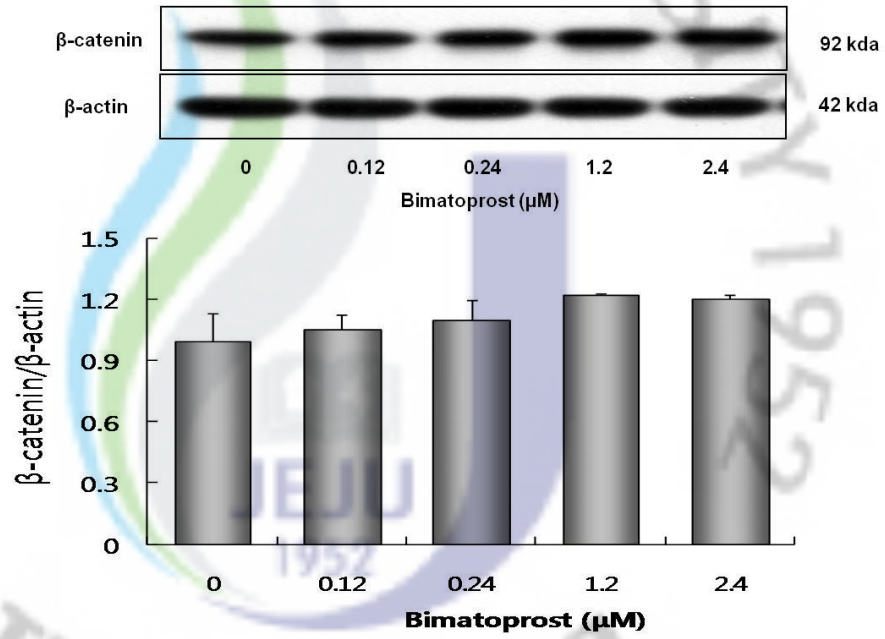 β-catenin 92 kda
β-actin 42 kda
0 0.12 0.24 1.2 2.4
Bimatoprost (μM)
1.5
1.2
0.9
0.6
0.3
0
β-catenin/β-actin
0 0.12 0.24 1.2 2.4
Bimatoprost (μM)
JEJU
1952
1952